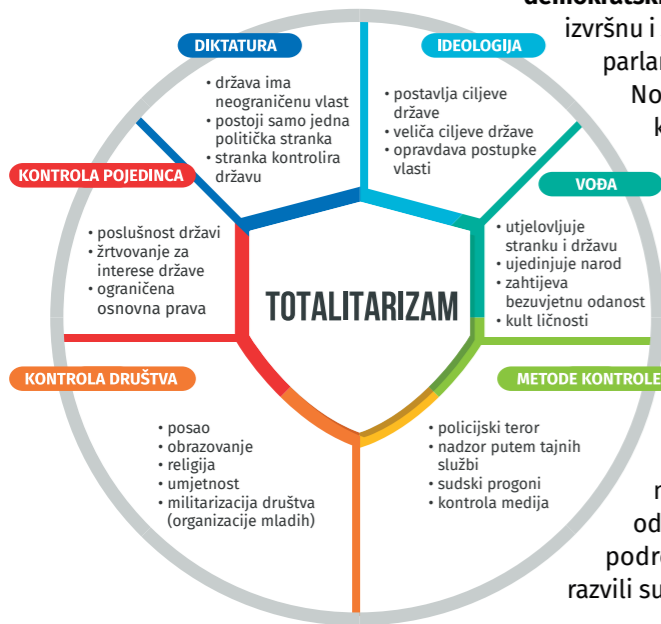 demokratski
izvršnu i
parlar
No
k
DIKTATURA
• država ima
neograničenu vlast
• postoji samo jedna
politička stranka
• stranka kontrolira
državu
IDEOLOGIJA
• postavlja ciljeve
države
• veliča ciljeve države
• opravdava postupke
vlasti
KONTROLA POJEDINCA
• poslušnost državi
• žrtvovanje za
interese države
• ograničena
osnovna prava
VOĐA
• utjelovljuje
stranku i državu
• ujedinjuje narod
• zahtijeva
bezuvjetnu odanost
• kult ličnosti
TOTALITARIZAM
KONTROLA DRUŠTVA
• posao
• obrazovanje
• religija
• umjetnost
• militarizacija društva
(organizacije mladih)
METODE KONTROLE
• policijski teror
• nadzor putem tajnih
službi
• sudski progoni
• kontrola medija
od
podre
razvili su